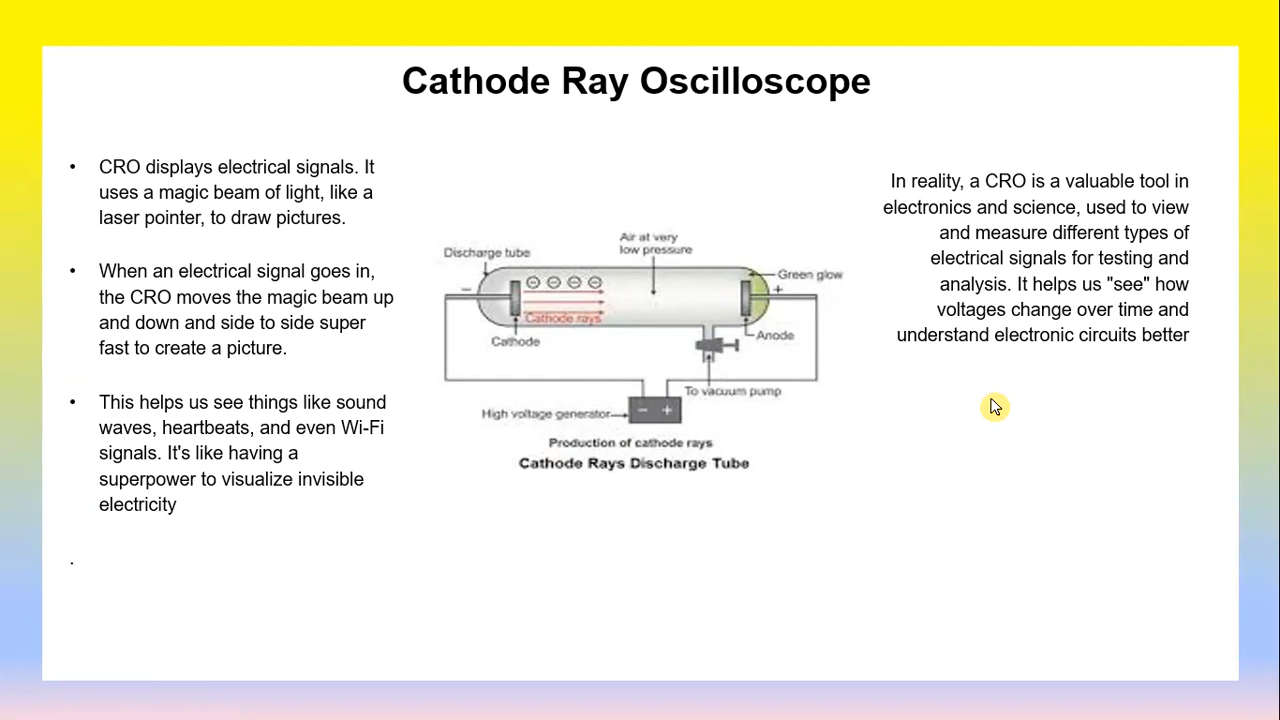 Cathode Ray Oscilloscope
• CRO displays electrical signals. It
uses a magic beam of light, like a
laser pointer, to draw pictures.
• When an electrical signal goes in,
the CRO moves the magic beam up
and down and side to side super
fast to create a picture.
• This helps us see things like sound
waves, heartbeats, and even Wi-Fi
signals. It's like having a
superpower to visualize invisible
electricity
.
Air at very
low pressure
Discharge tube
Green glow
− +
Cathode rays
Cathode
Anode
To vacuum pump
High voltage generator
− +
Production of cathode rays
Cathode Rays Discharge Tube
In reality, a CRO is a valuable tool in
electronics and science, used to view
and measure different types of
electrical signals for testing and
analysis. It helps us "see" how
voltages change over time and
understand electronic circuits better